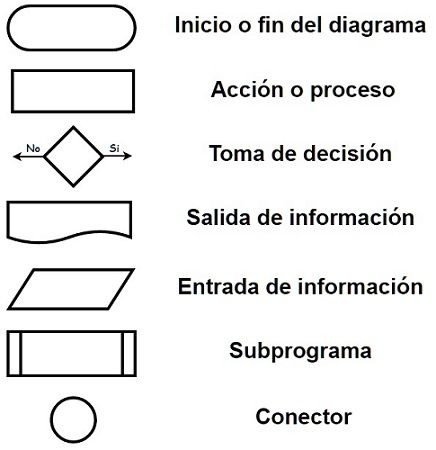 Inicio o fin del diagrama
Acción o proceso
No Si
Toma de decisión
Salida de información
Entrada de información
Subprograma
Conector